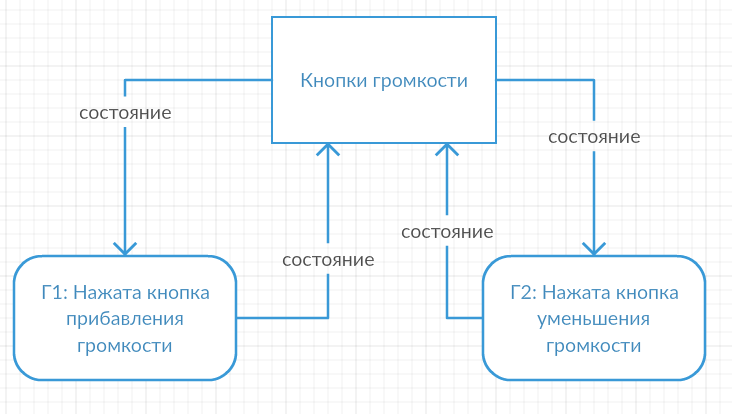 Кнопки громкости
состояние
состояние
состояние
состояние
Г1: Нажата кнопка
прибавления
громкости
Г2: Нажата кнопка
уменьшения
громкости